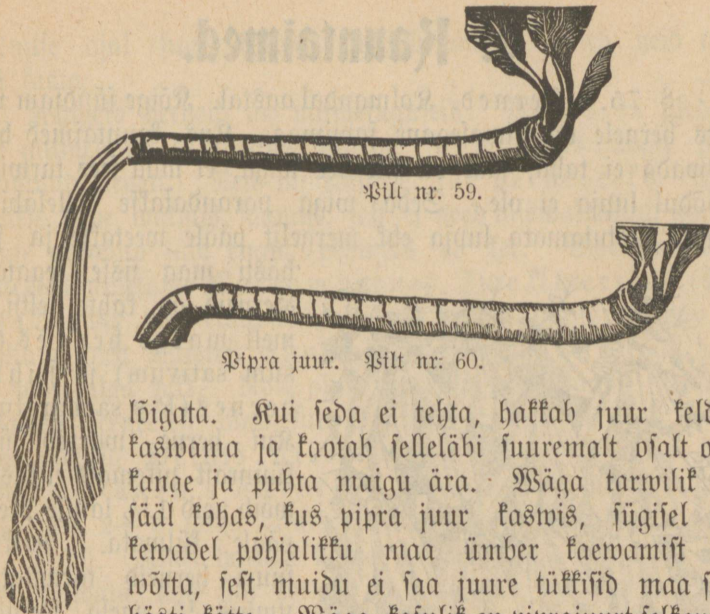 Pilt nr. 59.
Pipra juur. Pilt nr. 60.
lõigata. Kui seda ei tehta, hakkab juur
kaswama ja kaotab selleläbi suuremalt osalt
kange ja puhta maigu ära. Wäga tarwilik
sääl kohas, kus pipra juur kaswis, sügisel
kewadel põhjalikku maa ümber kaewamist
wõtta, sest muidu ei saa juure tükkisid maa